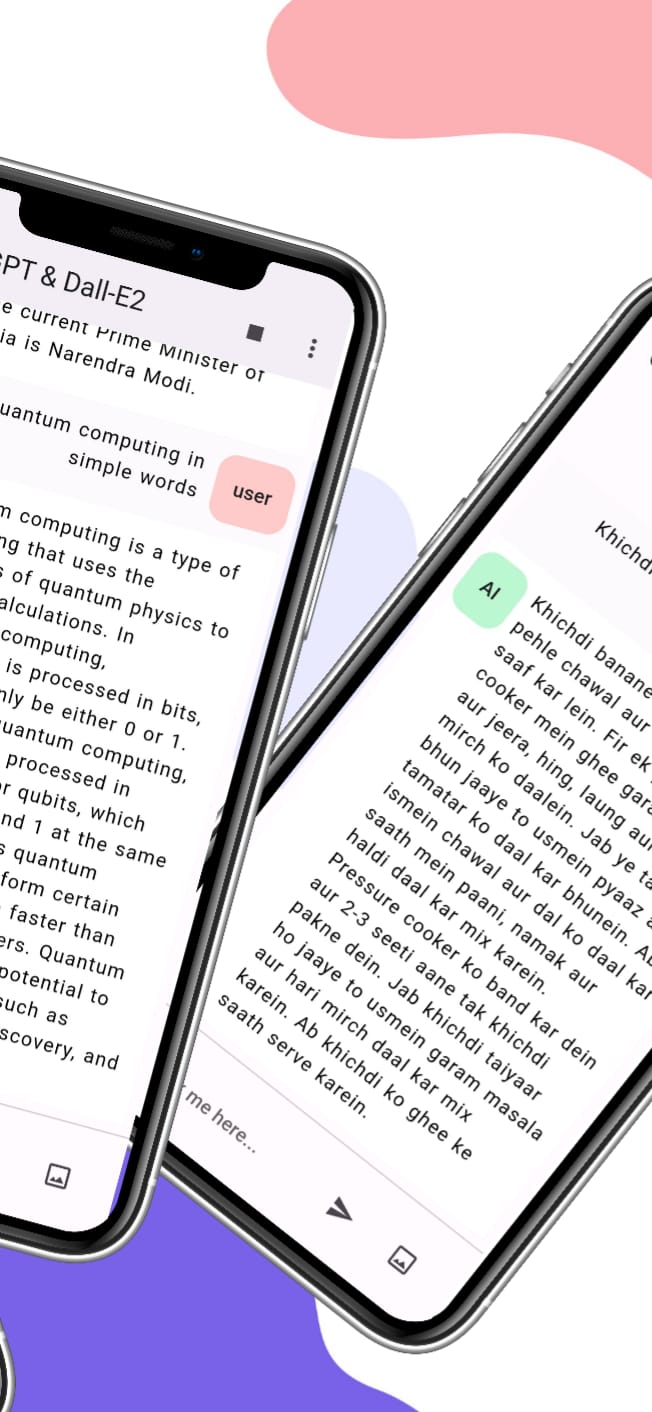 PT & Dall-E2
e current Prime Minister of
ia is Narendra Modi.
uantum computing in
simple words
user
m computing is a type of
ng that uses the
s of quantum physics to
alculations. In
computing,
is processed in bits,
nly be either 0 or 1.
uantum computing,
processed in
or qubits, which
nd 1 at the same
s quantum
form certain
faster than
ers. Quantum
potential to
such as
scovery, and
Khichdi
AI
Khichdi banane
pehle chawal aur
saaf kar lein. Fir ek
cooker mein ghee gara
aur jeera, hing, laung aur
mirch ko daalein. Jab ye ta
bhun jaaye to usmein pyaaz a
tamatar ko daal kar bhunein. Ab
ismein chawal aur dal ko daal kar
saath mein paani, namak aur
haldi daal kar mix karein.
Pressure cooker ko band kar dein
aur 2-3 seeti aane tak khichdi
pakne dein. Jab khichdi taiyaar
ho jaaye to usmein garam masala
aur hari mirch daal kar mix
karein. Ab khichdi ko ghee ke
saath serve karein.
me here...